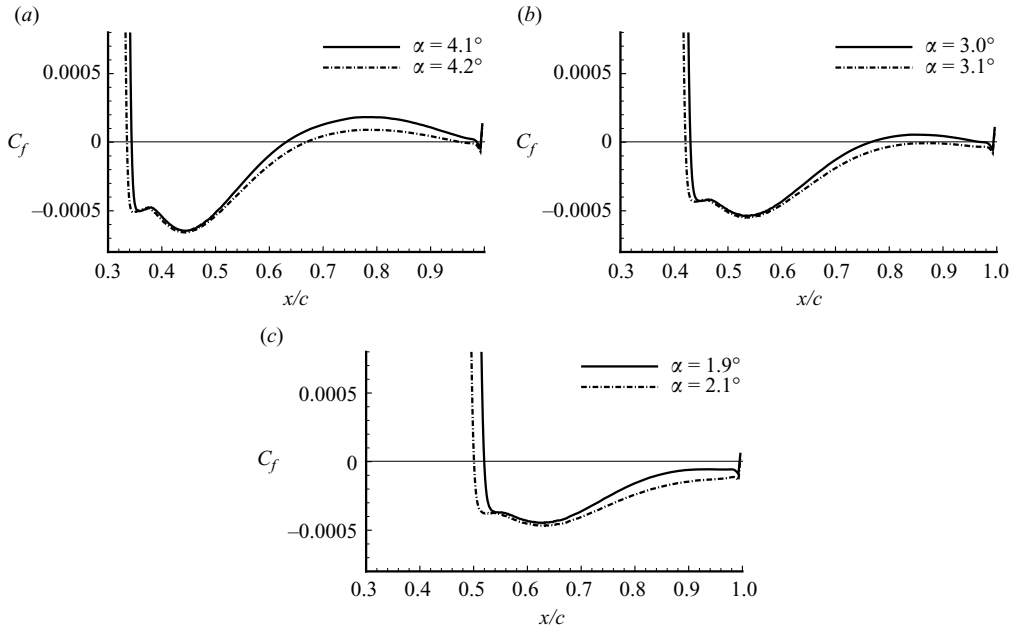 (a)
α = 4.1°
α = 4.2°
0.0005
0
–0.0005
C_f
0.3 0.4 0.5 0.6 0.7 0.8 0.9
x/c
(b)
α = 3.0°
α = 3.1°
0.0005
0
–0.0005
C_f
0.3 0.4 0.5 0.6 0.7 0.8 0.9 1.0
x/c
(c)
α = 1.9°
α = 2.1°
0.0005
0
–0.0005
C_f
0.3 0.4 0.5 0.6 0.7 0.8 0.9 1.0
x/c